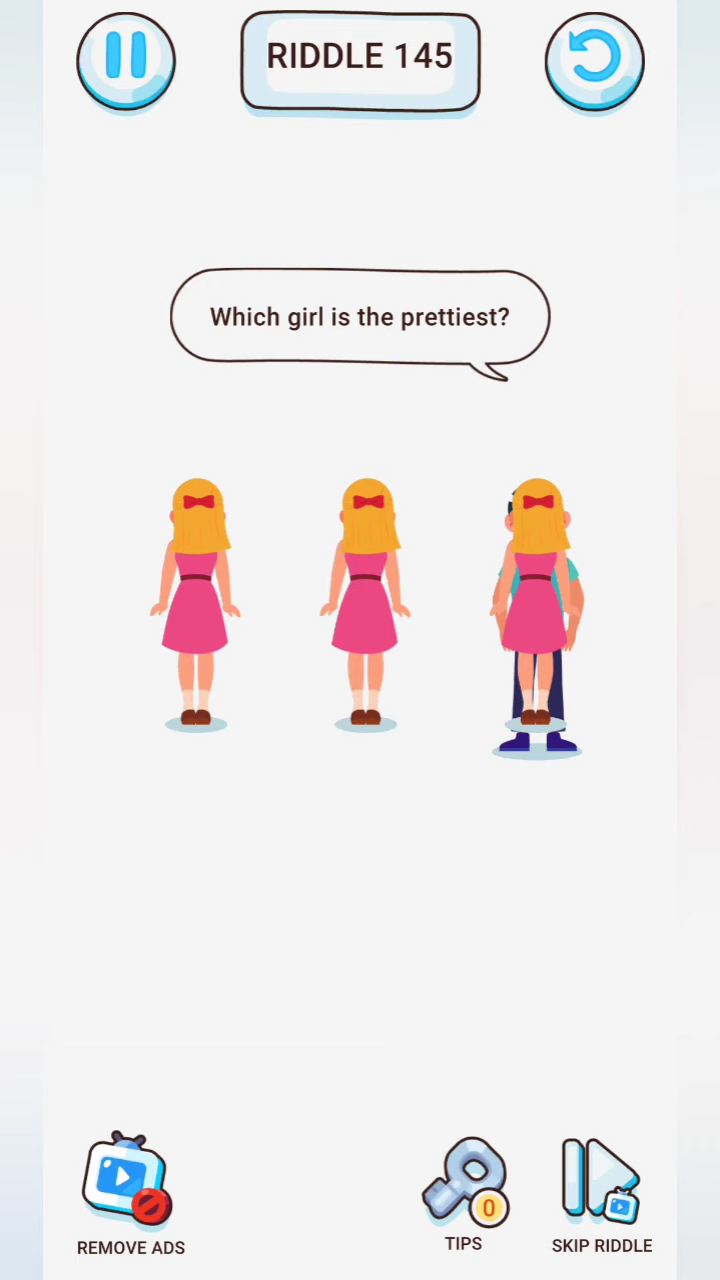 RIDDLE 145
Which girl is the prettiest?
0
REMOVE ADS
TIPS
SKIP RIDDLE